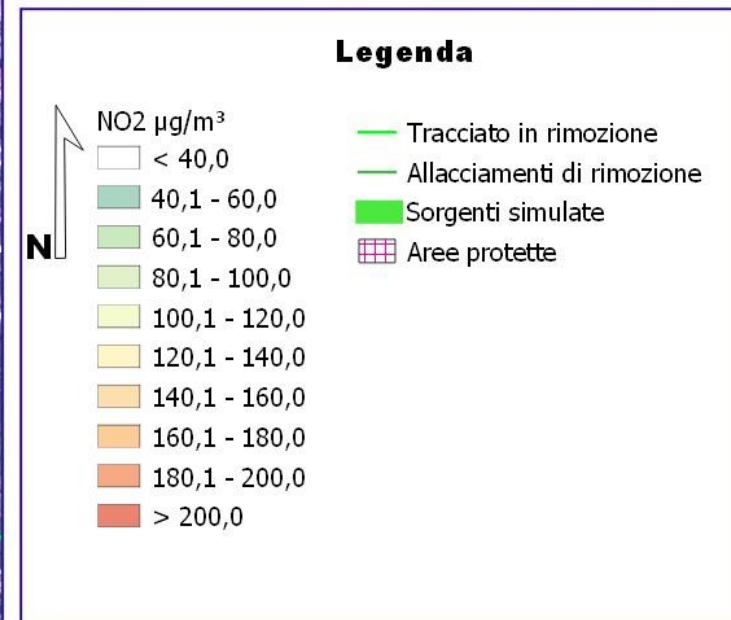 Legenda
N
NO2 µg/m³
< 40,0
40,1 - 60,0
60,1 - 80,0
80,1 - 100,0
100,1 - 120,0
120,1 - 140,0
140,1 - 160,0
160,1 - 180,0
180,1 - 200,0
> 200,0
Tracciato in rimozione
Allacciamenti di rimozione
Sorgenti simulate
Aree protette